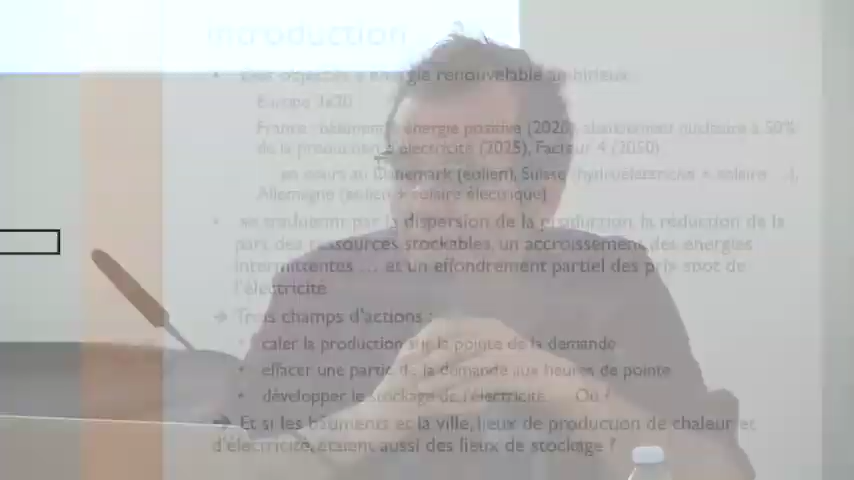 Introduction
• Des objectifs d'énergie renouvelable ambitieux :
Europe 3x20
France : bâtiment à énergie positive (2020), abaissement nucléaire à 50%
de la production d'électricité (2025), Facteur 4 (2050)
en cours au Danemark (éolien), Suisse (hydroélectricité + solaire …),
Allemagne (éolien + solaire électrique)
• se traduiront par la dispersion de la production, la réduction de la
part des ressources stockables, un accroissement des énergies
intermittentes … et un effondrement partiel des prix spot de
l'électricité
→ Trois champs d'actions :
• caler la production sur la pointe de la demande
• effacer une partie de la demande aux heures de pointe
• développer le stockage de l'électricité … Où ?
→ Et si les bâtiments et la ville, lieux de production de chaleur et
d'électricité, étaient aussi des lieux de stockage ?